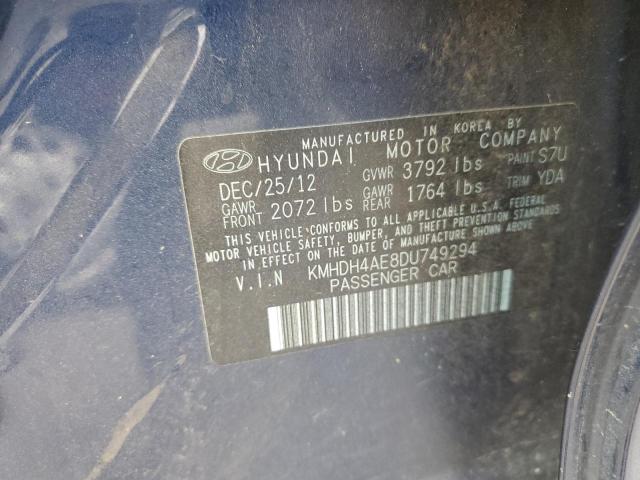 MANUFACTURED IN KOREA BY
HYUNDAI MOTOR COMPANY
DEC/25/12 GVWR 3792 lbs PAINT S7U
GAWR FRONT 2072 lbs GAWR REAR 1764 lbs TRIM YDA
THIS VEHICLE CONFORMS TO ALL APPLICABLE U.S.A. FEDERAL
MOTOR VEHICLE SAFETY, BUMPER, AND THEFT PREVENTION STANDARDS
IN EFFECT ON THE DATE OF MANUFACTURE SHOWN ABOVE.
V.I.N KMHDH4AE8DU749294
PASSENGER CAR